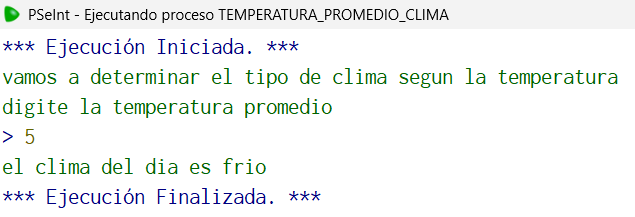 PSeInt - Ejecutando proceso TEMPERATURA_PROMEDIO_CLIMA
*** Ejecución Iniciada. ***
vamos a determinar el tipo de clima segun la temperatura
digite la temperatura promedio
> 5
el clima del dia es frio
*** Ejecución Finalizada. ***